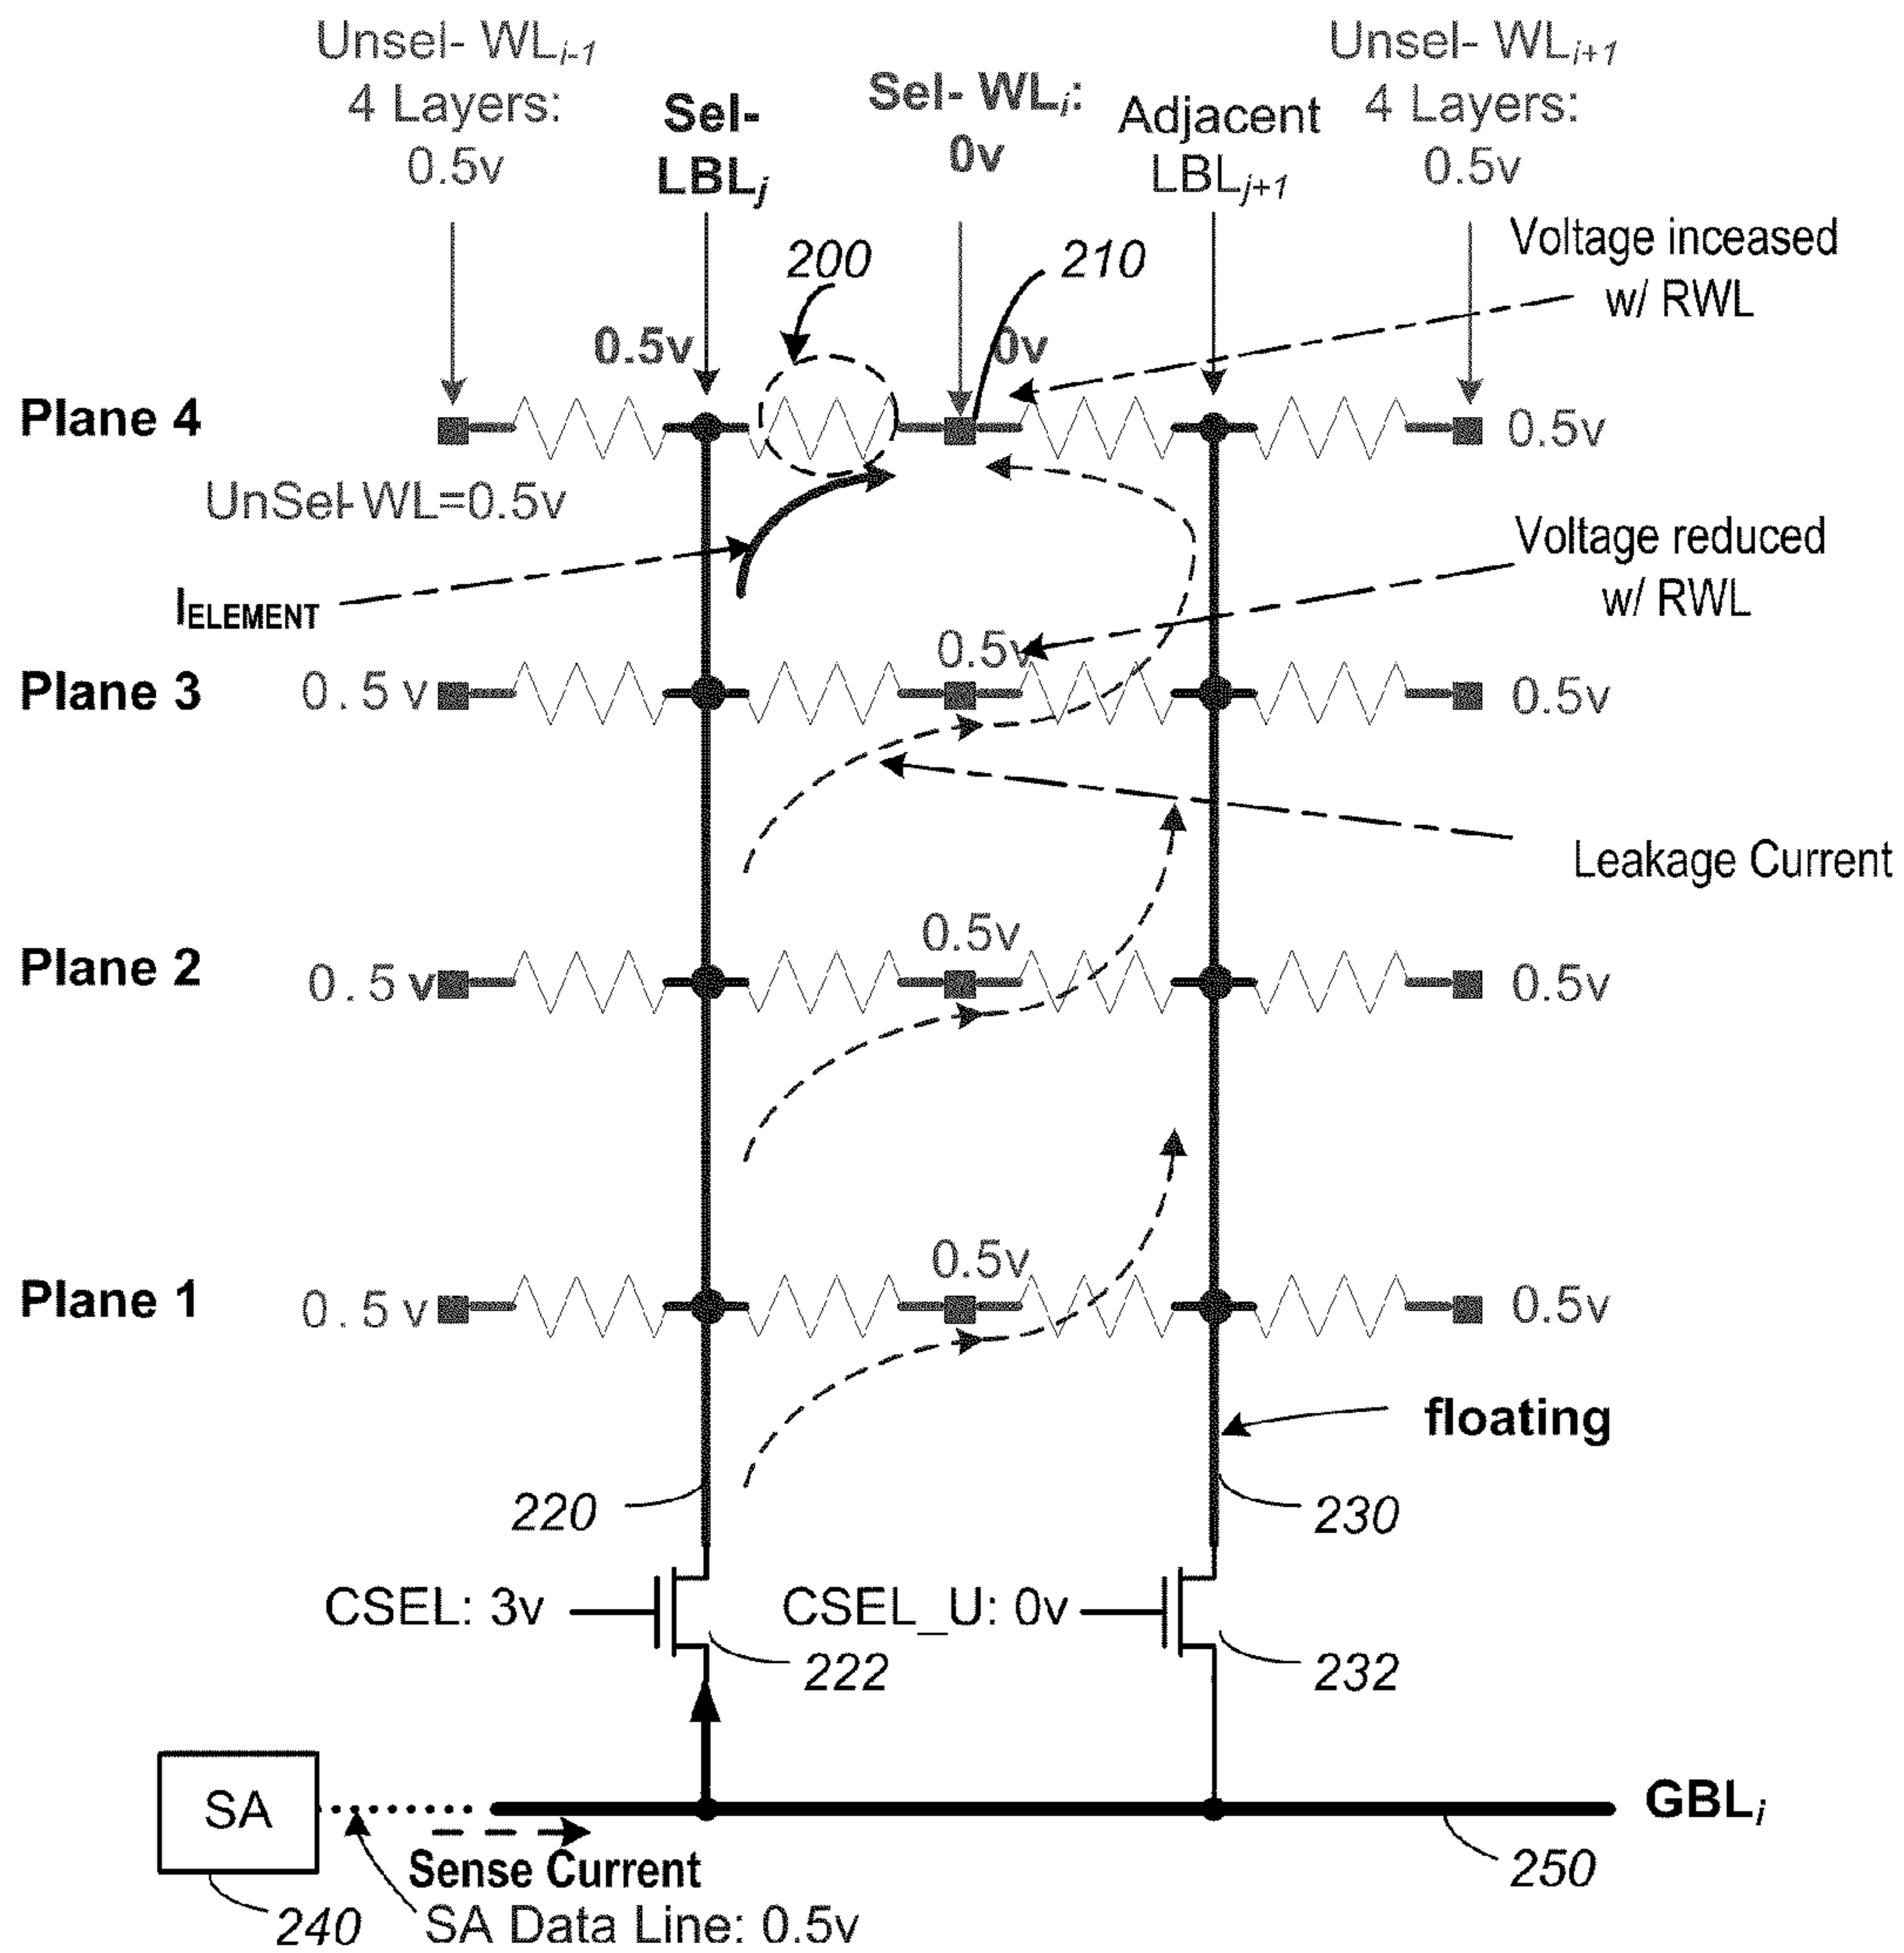 Unsel- WLi-1
4 Layers:
0.5v
Sel-
LBLj
Sel- WLi:
0v
Adjacent
LBLj+1
Unsel- WLi+1
4 Layers:
0.5v
Voltage inceased
w/ RWL
200
210
0.5v
0v
Plane 4
0.5v
UnSel-WL=0.5v
IELEMENT
Voltage reduced
w/ RWL
0.5v
Plane 3
0.5v
0.5v
Leakage Current
0.5v
Plane 2
0.5v
0.5v
0.5v
Plane 1
0.5v
0.5v
floating
220
230
CSEL: 3v
CSEL_U: 0v
222
232
SA
GBLi
Sense Current
250
240
SA Data Line: 0.5v